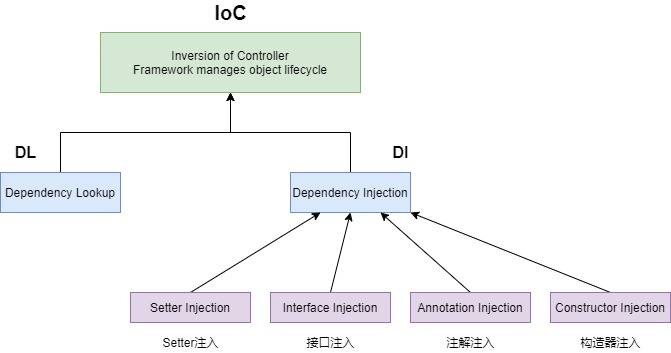 IoC
Inversion of Controller
Framework manages object lifecycle
DL
DI
Dependency Lookup
Dependency Injection
Setter Injection
Interface Injection
Annotation Injection
Constructor Injection
Setter注入
接口注入
注解注入
构造器注入